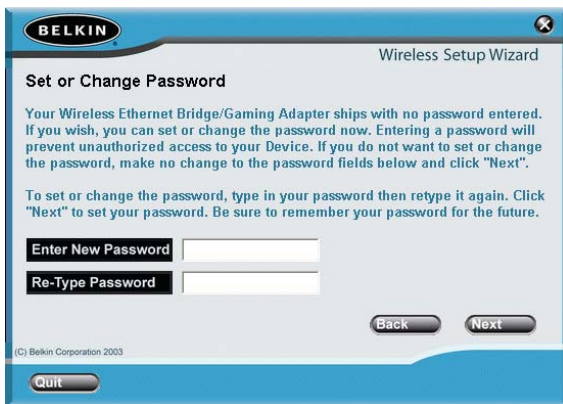 BELKIN
Wireless Setup Wizard
Set or Change Password
Your Wireless Ethernet Bridge/Gaming Adapter ships with no password entered.
If you wish, you can set or change the password now. Entering a password will
prevent unauthorized access to your Device. If you do not want to set or change
the password, make no change to the password fields below and click "Next".
To set or change the password, type in your password then retype it again. Click
"Next" to set your password. Be sure to remember your password for the future.
Enter New Password
Re-Type Password
Back Next
(C) Belkin Corporation 2003
Quit